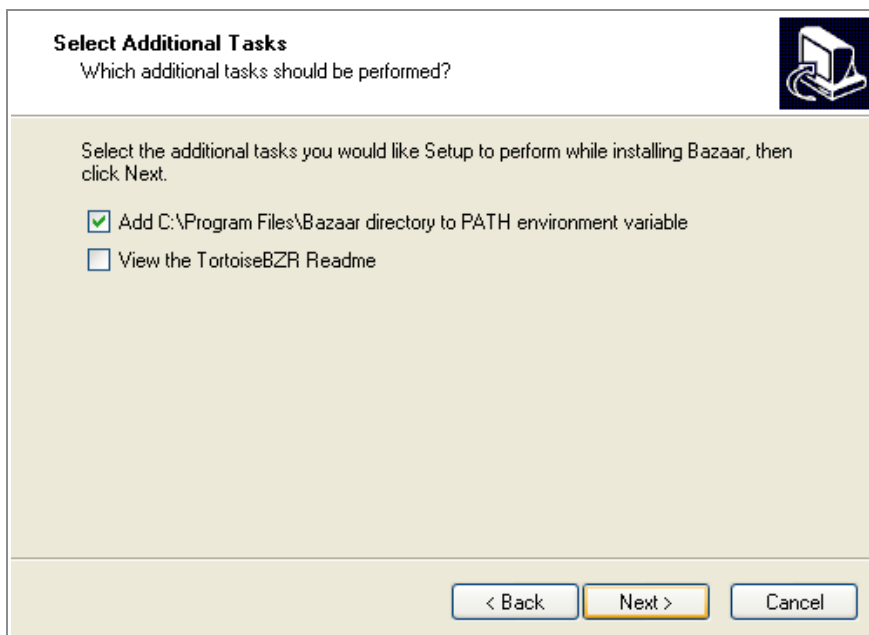 Select Additional Tasks
Which additional tasks should be performed?
Select the additional tasks you would like Setup to perform while installing Bazaar, then
click Next.
Add C:\Program Files\Bazaar directory to PATH environment variable
View the TortoiseBZR Readme
< Back Next > Cancel